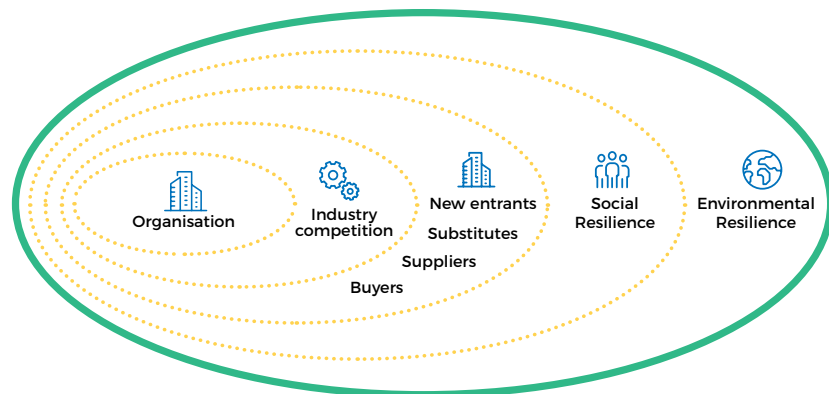 Organisation
Industry
competition
New entrants
Substitutes
Suppliers
Buyers
Social
Resilience
Environmental
Resilience